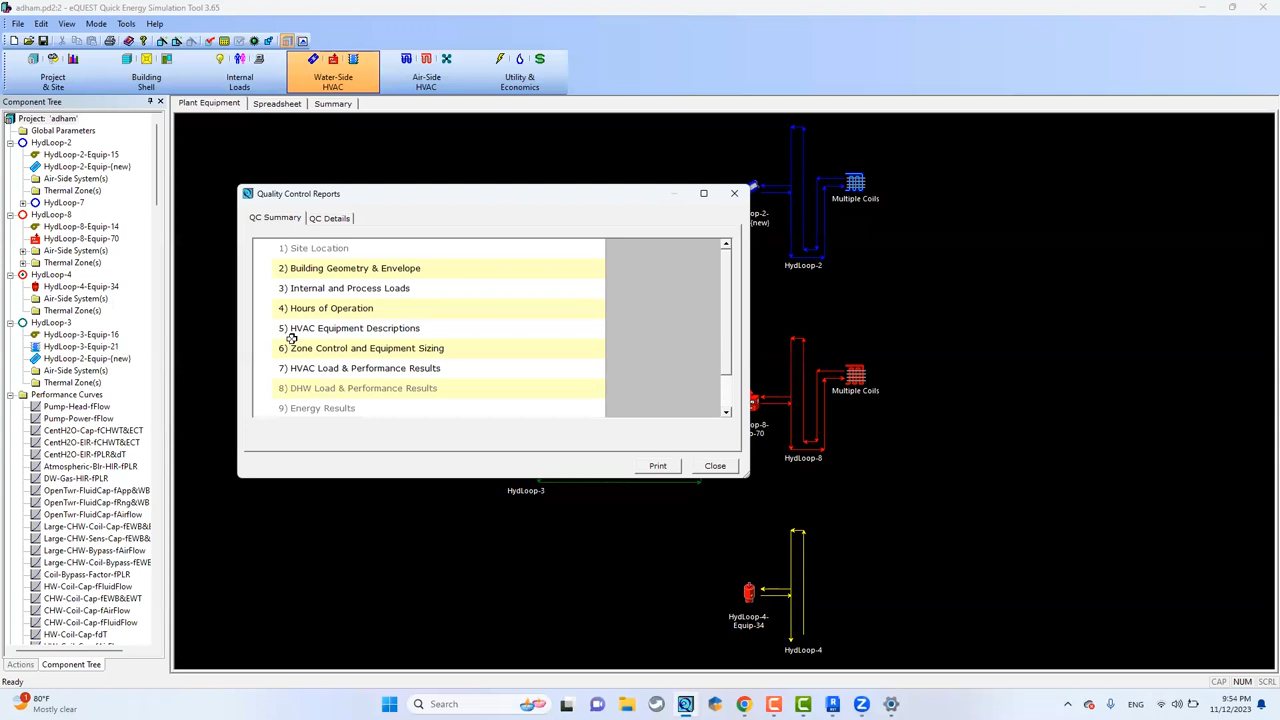 adham.pd2:2 - eQUEST Quick Energy Simulation Tool 3.65
File Edit View Mode Tools Help
Project & Site
Building Shell
Internal Loads
Water-Side HVAC
Air-Side HVAC
Utility & Economics
Component Tree
Plant Equipment Spreadsheet Summary
Project: 'adham'
Global Parameters
HydLoop-2
HydLoop-2-Equip-15
HydLoop-2-Equip-(new)
Air-Side System(s)
Thermal Zone(s)
HydLoop-7
HydLoop-8
HydLoop-8-Equip-14
HydLoop-8-Equip-70
Air-Side System(s)
Thermal Zone(s)
HydLoop-4
HydLoop-4-Equip-34
Air-Side System(s)
Thermal Zone(s)
HydLoop-3
HydLoop-3-Equip-16
HydLoop-3-Equip-21
HydLoop-2-Equip-(new)
Air-Side System(s)
Thermal Zone(s)
Performance Curves
Pump-Head-fFlow
Pump-Power-fFlow
CentH2O-Cap-fCHWT&ECT
CentH2O-EIR-fCHWT&ECT
CentH2O-EIR-fPLR&dT
Atmospheric-Blr-HIR-fPLR
DW-Gas-HIR-fPLR
OpenTwr-FluidCap-fApp&WB
OpenTwr-FluidCap-fRng&WB
OpenTwr-FluidCap-fAirflow
Large-CHW-Coil-Cap-fEWB&E
Large-CHW-Sens-Cap-fEWB&E
Large-CHW-Bypass-fAirFlow
Large-CHW-Coil-Bypass-fEWE
Coil-Bypass-Factor-fPLR
HW-Coil-Cap-fFluidFlow
CHW-Coil-Cap-fEWB&EWT
CHW-Coil-Cap-fAirFlow
CHW-Coil-Cap-fFluidFlow
HW-Coil-Cap-fdT
Actions Component Tree
Quality Control Reports
QC Summary QC Details
1) Site Location
2) Building Geometry & Envelope
3) Internal and Process Loads
4) Hours of Operation
5) HVAC Equipment Descriptions
6) Zone Control and Equipment Sizing
7) HVAC Load & Performance Results
8) DHW Load & Performance Results
9) Energy Results
Print Close
oop-2-
(new)
Multiple Coils
HydLoop-2
Multiple Coils
oop-8-
p-70
HydLoop-8
HydLoop-3
HydLoop-4-
Equip-34
HydLoop-4
Ready
CAP NUM SCRL
1
80°F
Mostly clear
Search
9:54 PM
11/12/2023